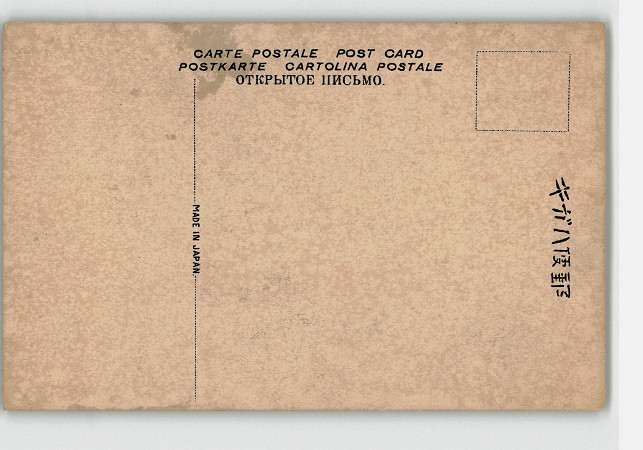 CARTE POSTALE POST CARD
POSTKARTE CARTOLINA POSTALE
ОТКРЫТОЕ ПИСЬМО.
MADE IN JAPAN.
郵便ハガキ